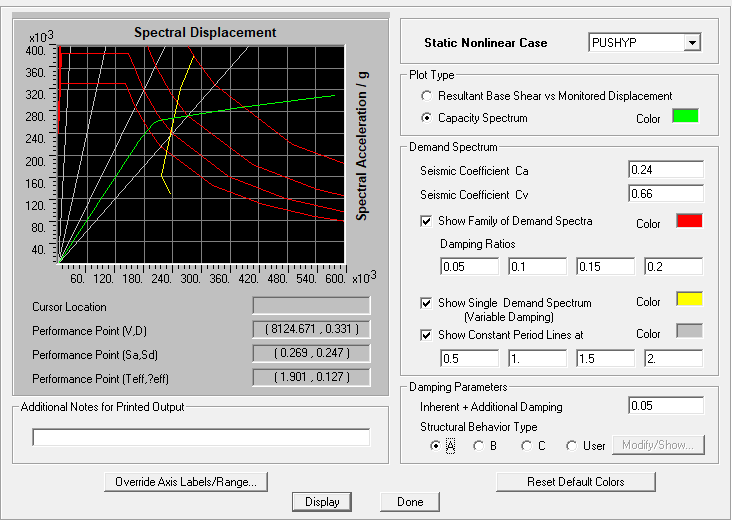 Spectral Displacement
x10⁻³
400.
360.
320.
280.
240.
200.
160.
120.
80.
40.
Spectral Acceleration / g
60. 120. 180. 240. 300. 360. 420. 480. 540. 600. x10⁻³
Cursor Location
Performance Point (V,D) ( 8124.671 , 0.331 )
Performance Point (Sa,Sd) ( 0.269 , 0.247 )
Performance Point (Teff,?eff) ( 1.901 , 0.127 )
Additional Notes for Printed Output
Override Axis Labels/Range...
Static Nonlinear Case PUSHYP
Plot Type
Resultant Base Shear vs Monitored Displacement
Capacity Spectrum Color
Demand Spectrum
Seismic Coefficient Ca 0.24
Seismic Coefficient Cv 0.66
Show Family of Demand Spectra Color
Damping Ratios
0.05 0.1 0.15 0.2
Show Single Demand Spectrum Color
(Variable Damping)
Show Constant Period Lines at Color
0.5 1. 1.5 2.
Damping Parameters
Inherent + Additional Damping 0.05
Structural Behavior Type
A B C User Modify/Show...
Reset Default Colors
Display Done